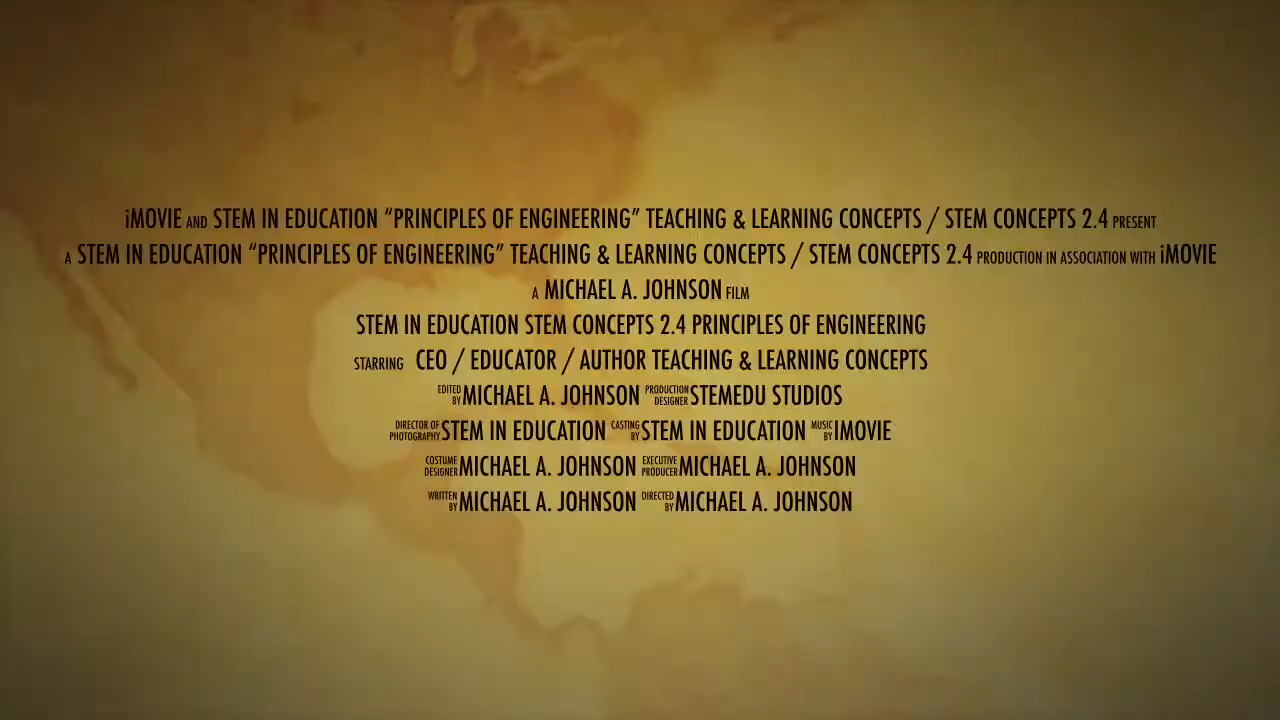 iMOVIE AND STEM IN EDUCATION “PRINCIPLES OF ENGINEERING” TEACHING & LEARNING CONCEPTS / STEM CONCEPTS 2.4 PRESENT
A STEM IN EDUCATION “PRINCIPLES OF ENGINEERING” TEACHING & LEARNING CONCEPTS / STEM CONCEPTS 2.4 PRODUCTION IN ASSOCIATION WITH iMOVIE
A MICHAEL A. JOHNSON FILM
STEM IN EDUCATION STEM CONCEPTS 2.4 PRINCIPLES OF ENGINEERING
STARRING CEO / EDUCATOR / AUTHOR TEACHING & LEARNING CONCEPTS
EDITED BY MICHAEL A. JOHNSON PRODUCTION DESIGNER STEMEDU STUDIOS
DIRECTOR OF PHOTOGRAPHY STEM IN EDUCATION CASTING BY STEM IN EDUCATION MUSIC BY IMOVIE
COSTUME DESIGNER MICHAEL A. JOHNSON EXECUTIVE PRODUCER MICHAEL A. JOHNSON
WRITTEN BY MICHAEL A. JOHNSON DIRECTED BY MICHAEL A. JOHNSON